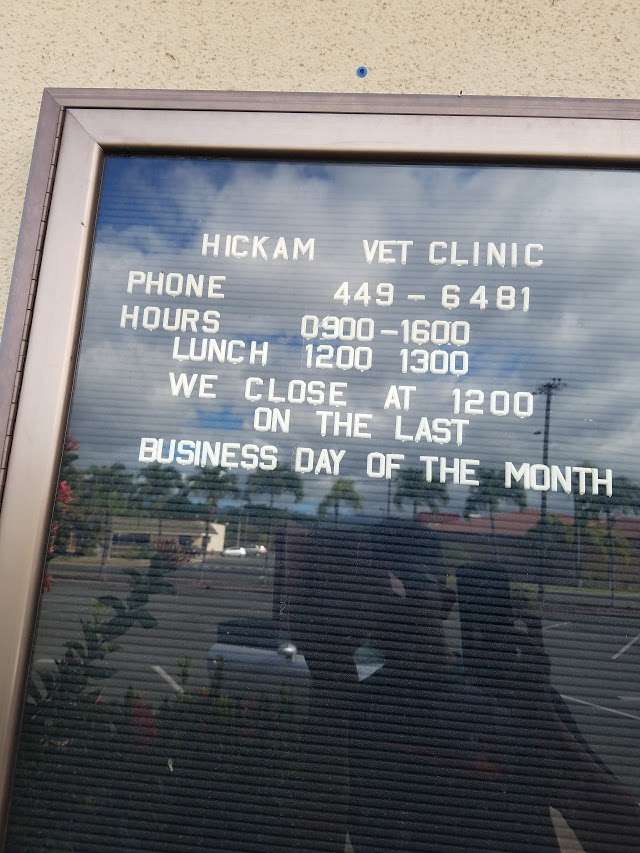 HICKAM VET CLINIC
PHONE 449-6481
HOURS 0900-1600
LUNCH 1200 1300
WE CLOSE AT 1200
ON THE LAST
BUSINESS DAY OF THE MONTH